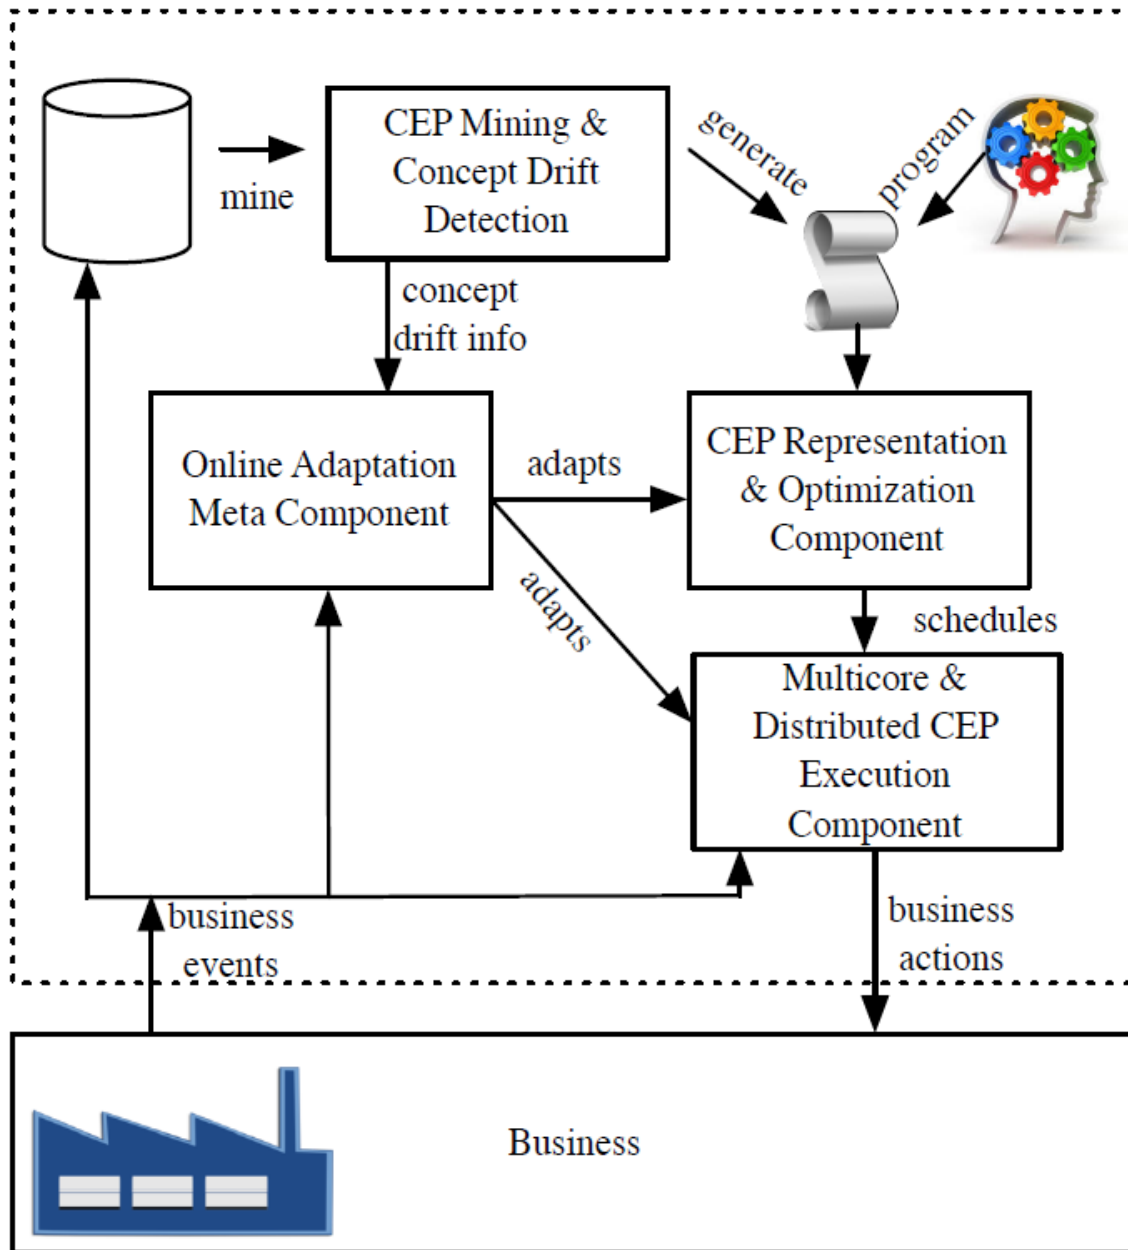 CEP Mining &
Concept Drift
Detection
mine
generate
program
concept
drift info
Online Adaptation
Meta Component
adapts
CEP Representation
& Optimization
Component
adapts
schedules
Multicore &
Distributed CEP
Execution
Component
business
events
business
actions
Business